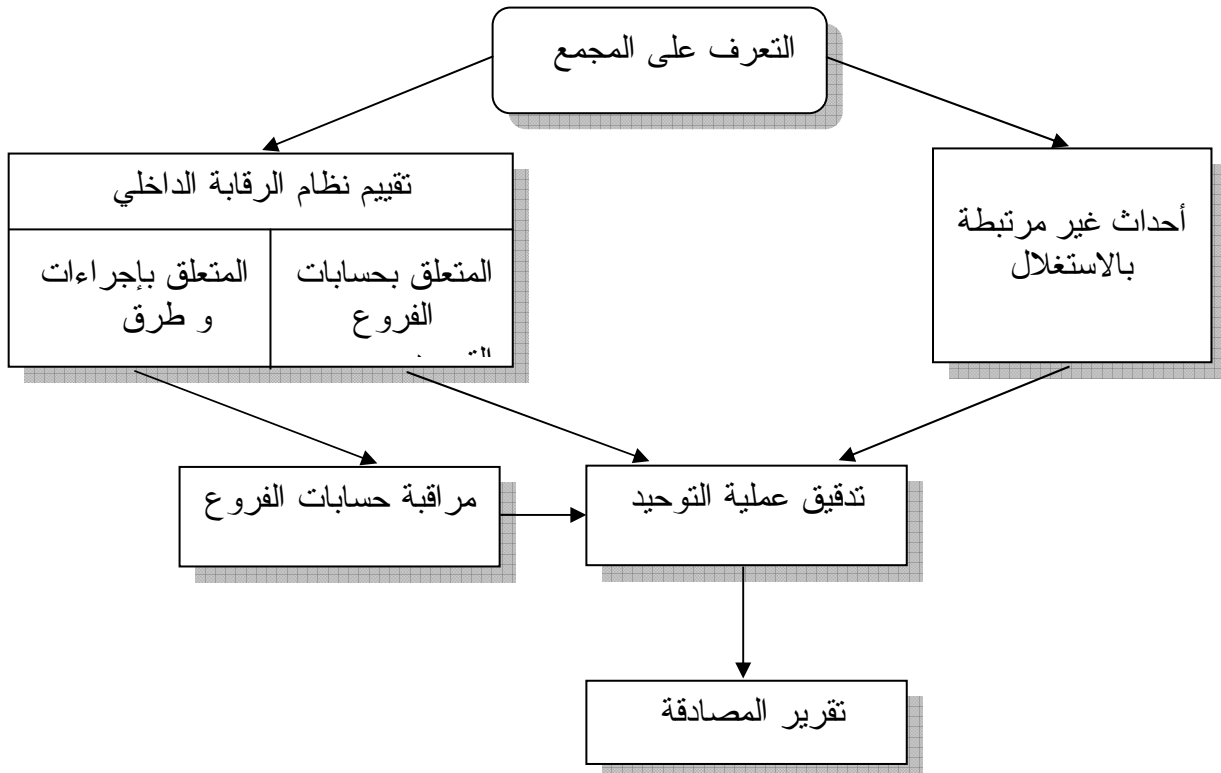 التعرف على المجمع
تقييم نظام الرقابة الداخلي
أحداث غير مرتبطة
بالاستغلال
المتعلق بحسابات
الفروع
المتعلق بإجراءات
و طرق
مراقبة حسابات الفروع
تدقيق عملية التوحيد
تقرير المصادقة